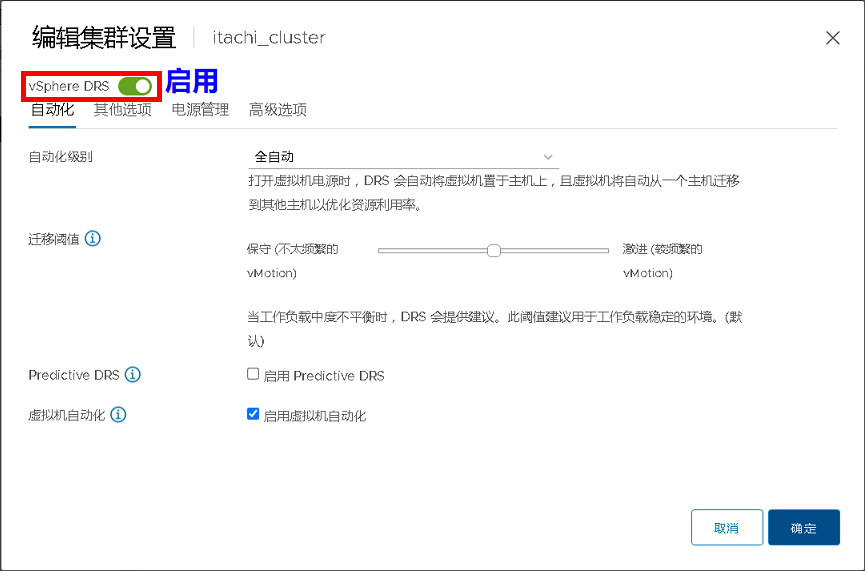 编辑集群设置 itachi_cluster
vSphere DRS 启用
自动化 其他选项 电源管理 高级选项
自动化级别 全自动
打开虚拟机电源时，DRS 会自动将虚拟机置于主机上，且虚拟机将自动从一个主机迁移
到其他主机以优化资源利用率。
迁移阈值 保守 (不太频繁的 激进 (较频繁的
vMotion) vMotion)
当工作负载中度不平衡时，DRS 会提供建议。此阈值建议用于工作负载稳定的环境。(默
认)
Predictive DRS 启用 Predictive DRS
虚拟机自动化 启用虚拟机自动化
取消 确定